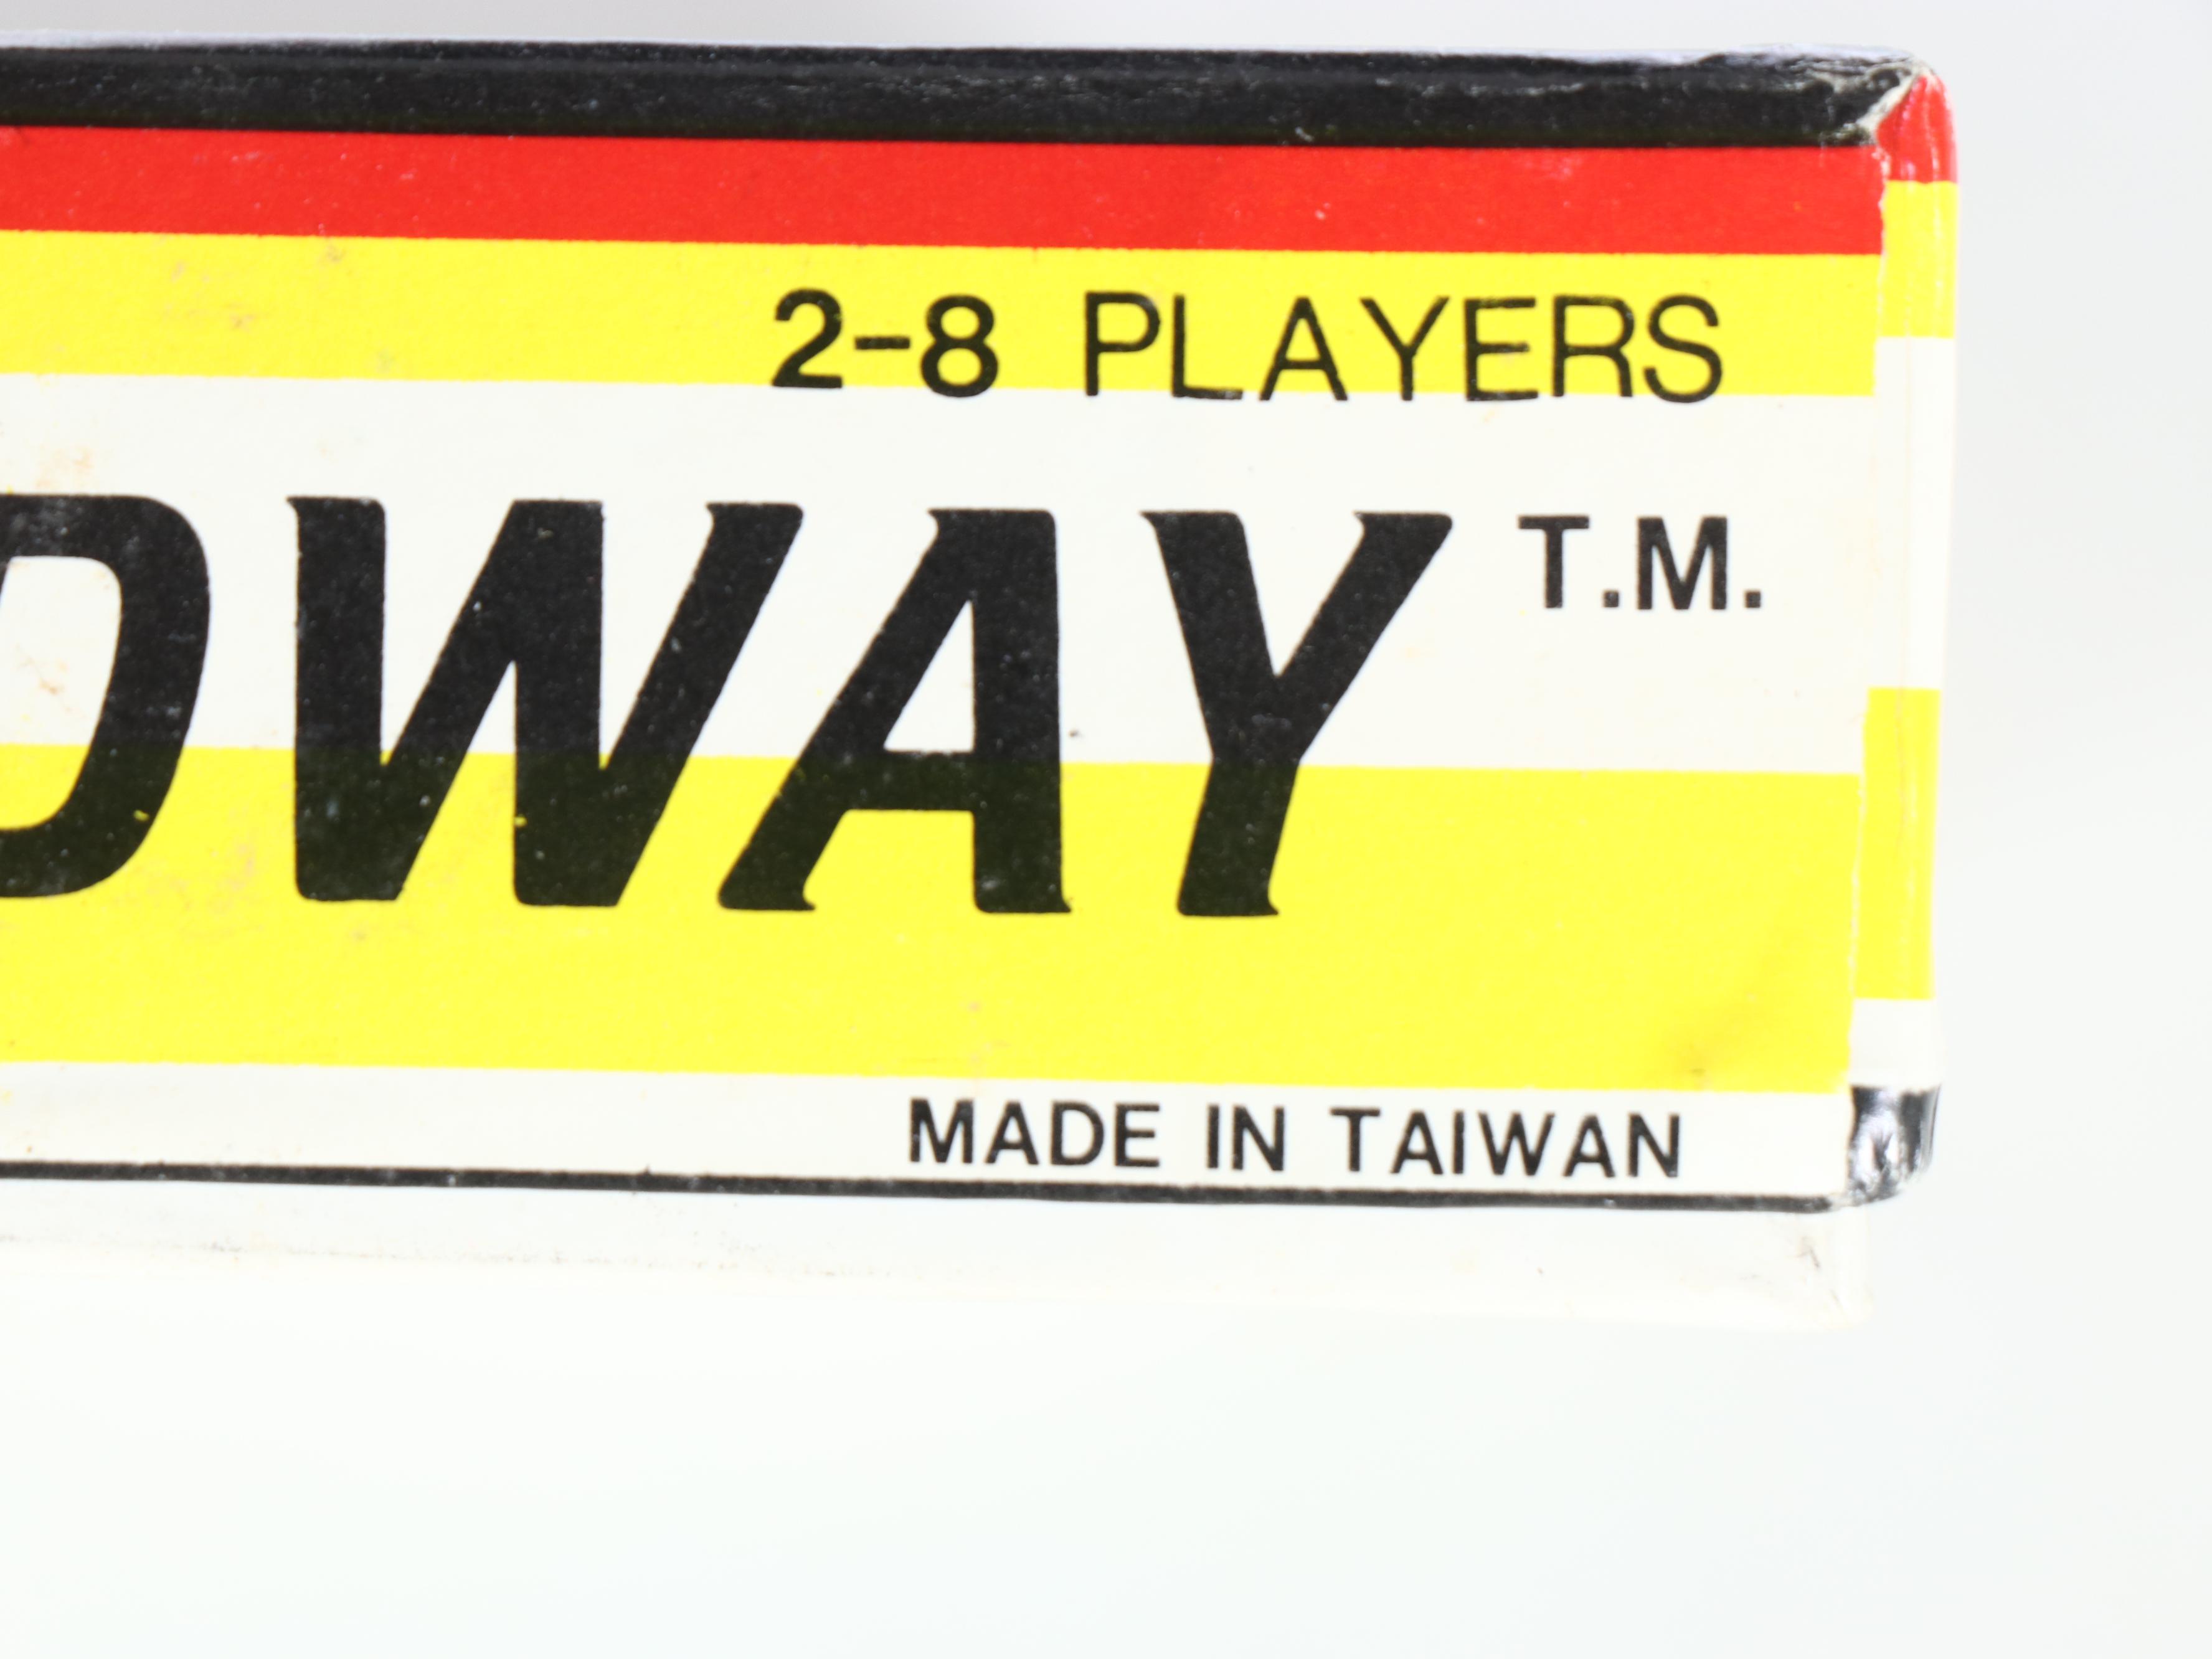 2-8 PLAYERS
DWAY T.M.
MADE IN TAIWAN